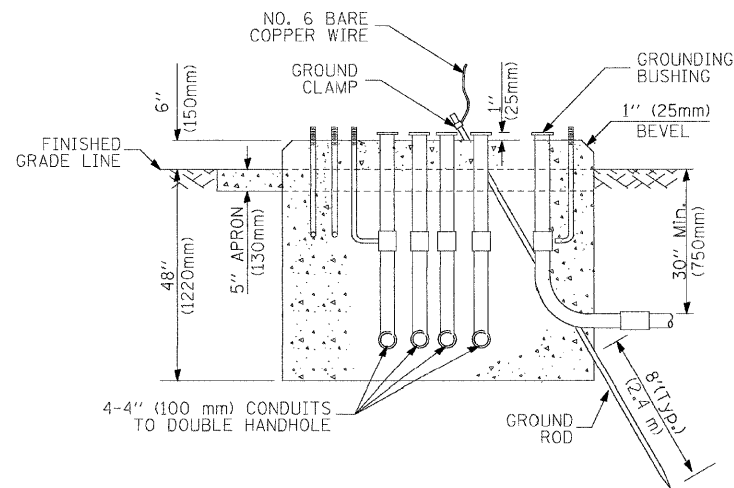 NO. 6 BARE
COPPER WIRE
GROUND
CLAMP
1"
(25mm)
GROUNDING
BUSHING
6"
(150mm)
1" (25mm)
BEVEL
FINISHED
GRADE LINE
48"
(1220mm)
5" APRON
(130mm)
30" Min.
(750mm)
4-4" (100 mm) CONDUITS
TO DOUBLE HANDHOLE
GROUND
ROD
8'(Typ.)
(2.4 m)